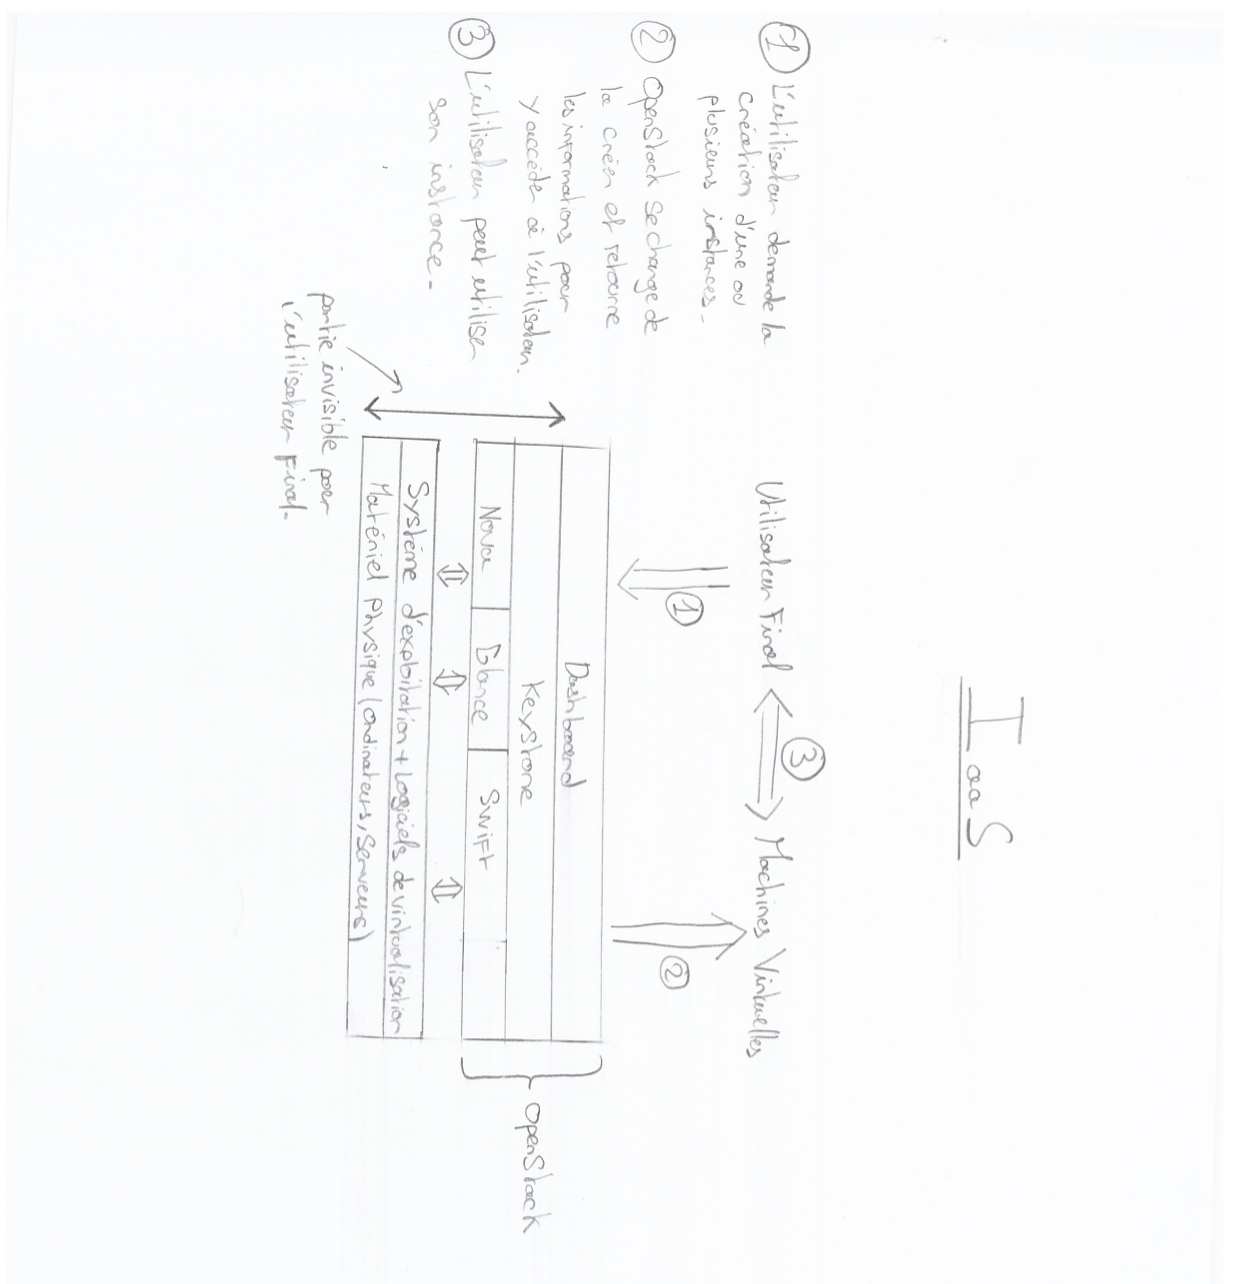 IaaS
① L'utilisateur demande la
création d'une ou
plusieurs instances.
② OpenStack se charge de
la créer et retourne
les informations pour
y accéder à l'utilisateur.
③ L'utilisateur peut utiliser
son instance.
Utilisateur Final
③
Machines Virtuelles
①
②
Dashboard
Keystone
Nova
Glance
Swift
OpenStack
Système d'exploitation + Logiciels de virtualisation
Matériel Physique (ordinateurs, serveurs)
partie invisible pour
l'utilisateur final.